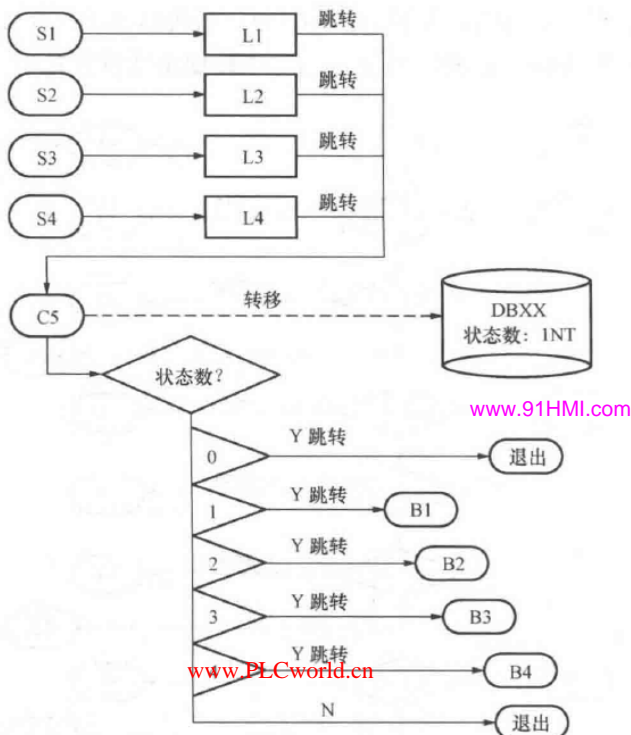 S1 L1 跳转
S2 L2 跳转
S3 L3 跳转
S4 L4 跳转
C5 转移 DBXX
状态数：1NT
状态数?
www.91HMI.com
0 Y 跳转 退出
1 Y 跳转 B1
2 Y 跳转 B2
3 Y 跳转 B3
4 Y 跳转 B4
www.PLCworld.cn
N 退出